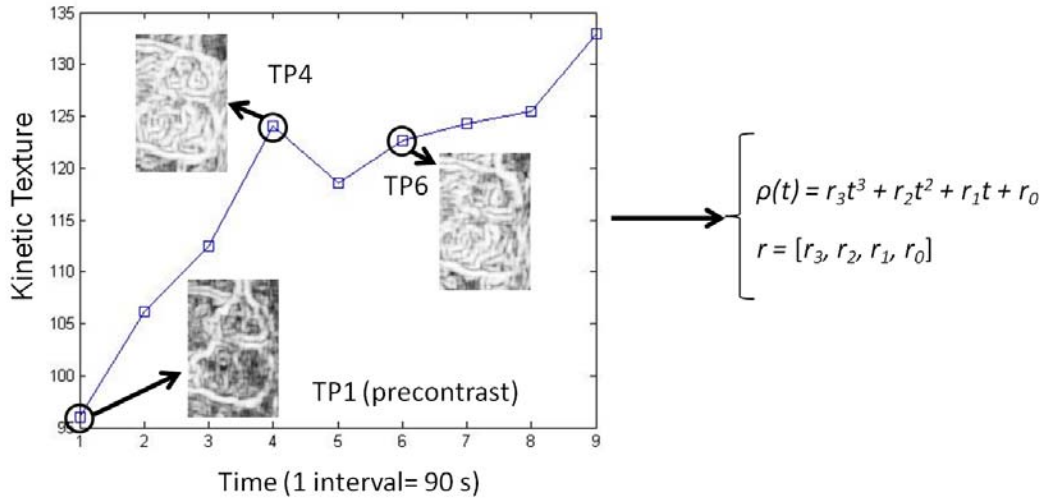 135
130
125
120
115
110
105
100
95
Kinetic Texture
TP4
TP6
TP1 (precontrast)
1 2 3 4 5 6 7 8 9
Time (1 interval= 90 s)
ρ(t) = r₃t³ + r₂t² + r₁t + r₀
r = [r₃, r₂, r₁, r₀]